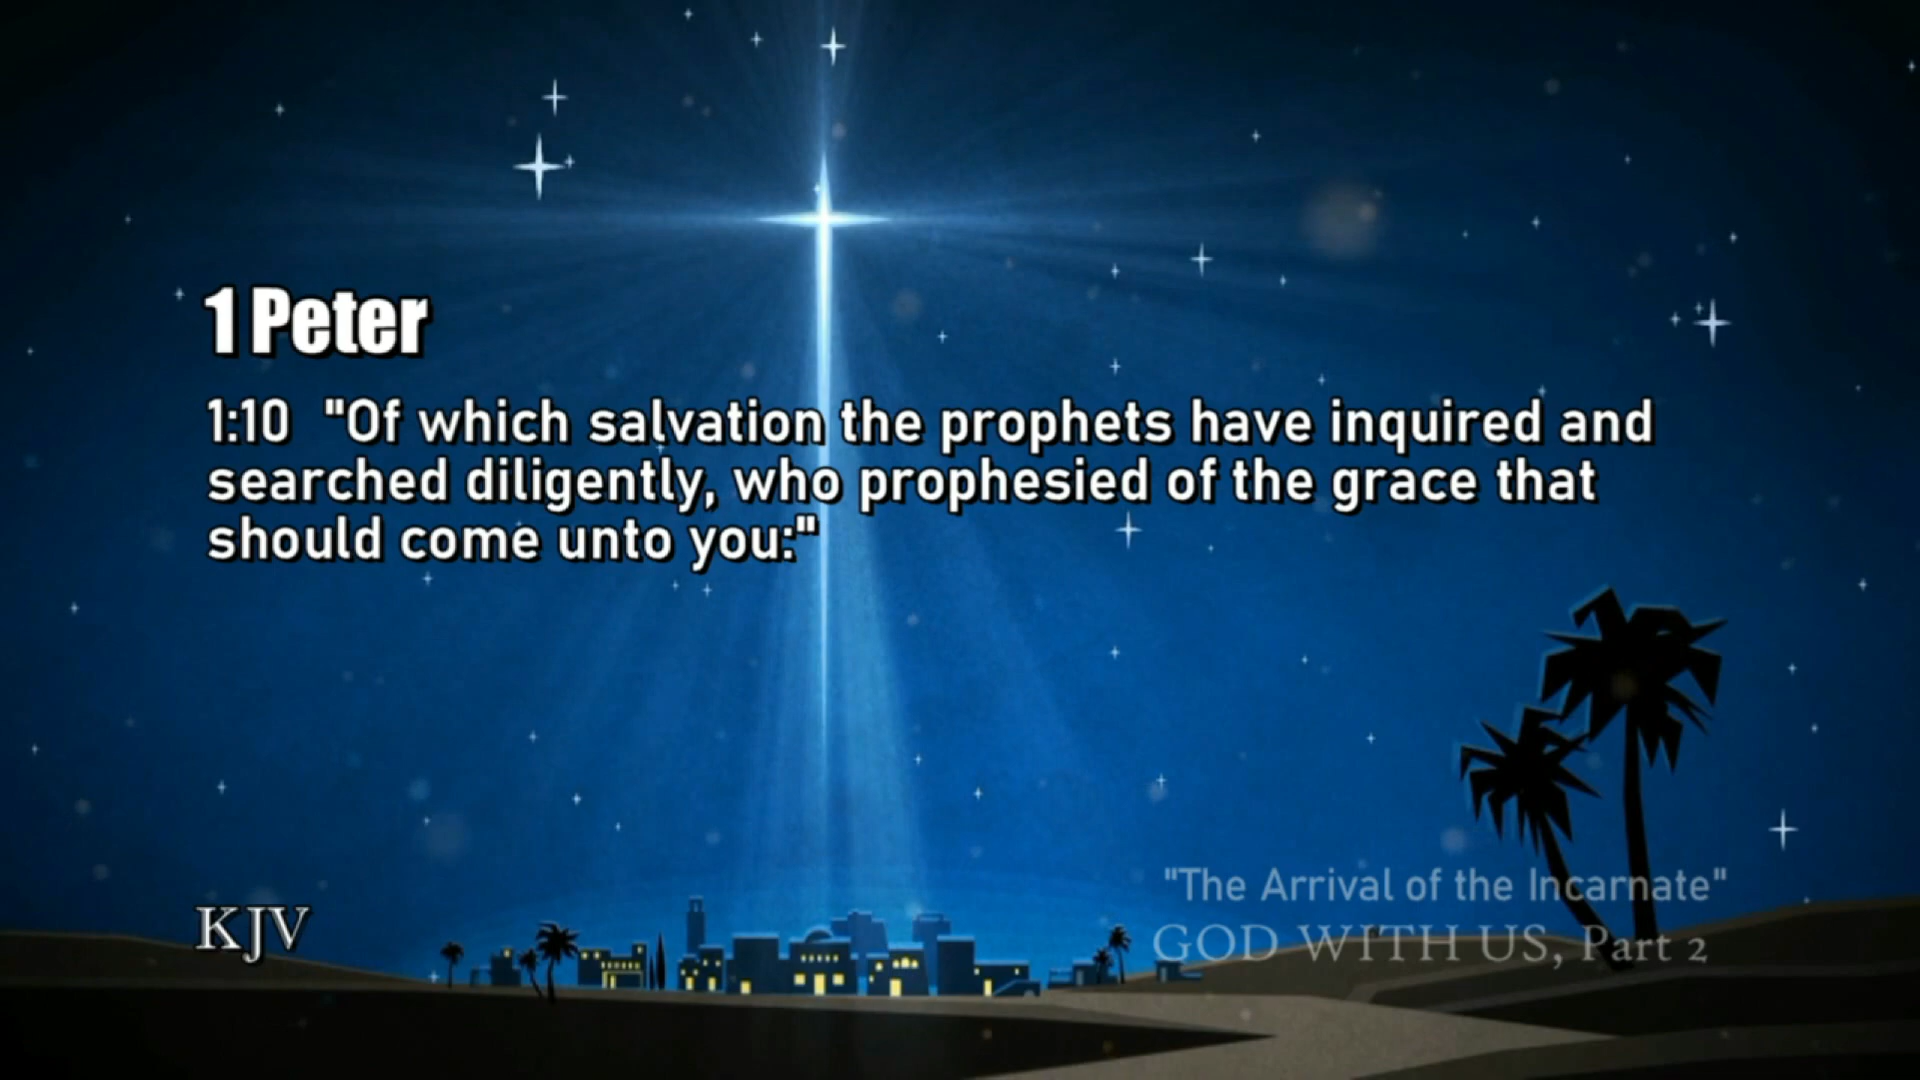 1 Peter
1:10 "Of which salvation the prophets have inquired and
searched diligently, who prophesied of the grace that
should come unto you:"
"The Arrival of the Incarnate"
KJV
GOD WITH US, Part 2